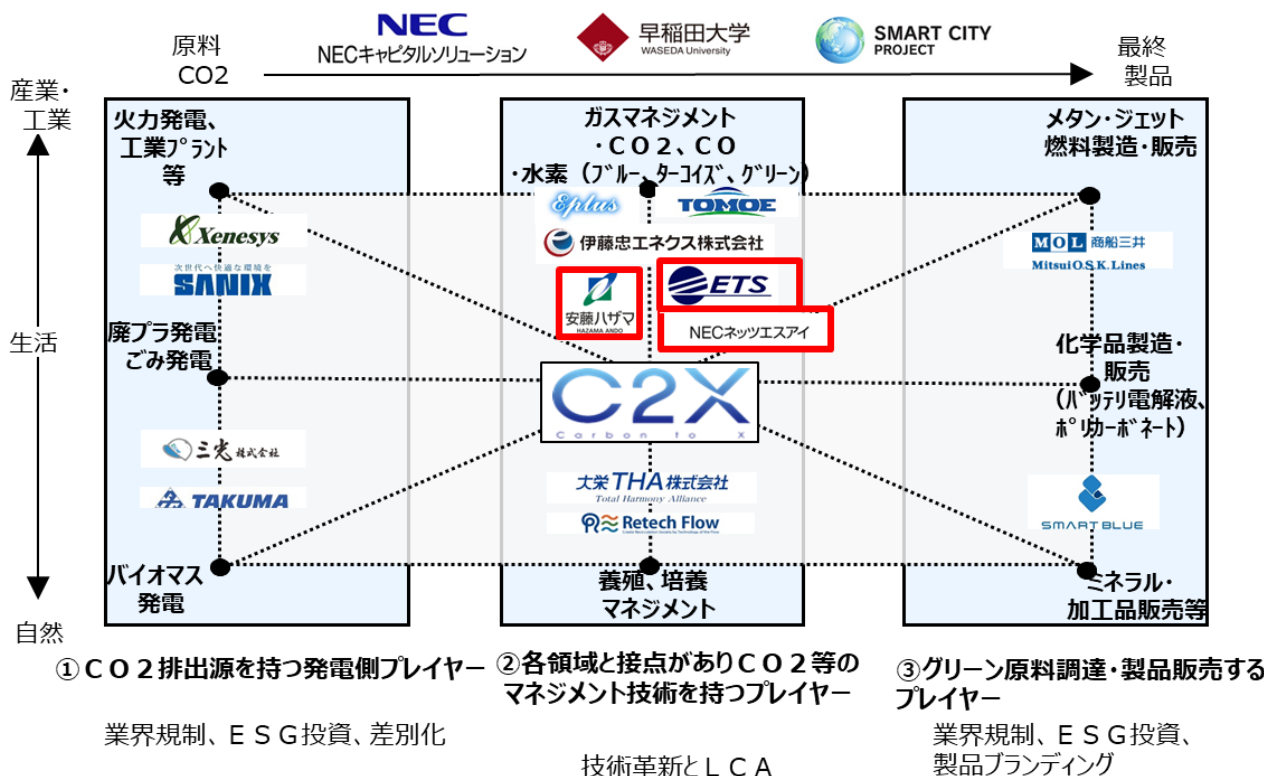 NEC
NECキャピタルソリューション
早稲田大学
WASEDA University
SMART CITY
PROJECT
原料
CO2
最終
製品
産業・
工業
生活
自然
火力発電、
工業ﾌﾟﾗﾝﾄ
等
Xenesys
次世代へ快適な環境を
SANIX
廃プラ発電
ごみ発電
三光株式会社
TAKUMA
バイオマス
発電
ガスマネジメント
・ＣＯ２、ＣＯ
・水素（ﾌﾞﾙｰ、ﾀｰｺｲｽﾞ、ｸﾞﾘｰﾝ）
Eplus
TOMOE
伊藤忠エネクス株式会社
安藤ハザマ
HAZAMA ANDO
ETS
NECネッツエスアイ
C2X
Carbon to X
大栄THA株式会社
Total Harmony Alliance
Retech Flow
養殖、培養
マネジメント
メタン・ジェット
燃料製造・販売
MOL 商船三井
Mitsui O.S.K. Lines
化学品製造・
販売
（ﾊﾞｯﾃﾘ電解液、
ﾎﾟﾘｶｰﾎﾞﾈｰﾄ）
SMART BLUE
ミネラル・
加工品販売等
①ＣＯ２排出源を持つ発電側プレイヤー
業界規制、ＥＳＧ投資、差別化
②各領域と接点がありＣＯ２等の
マネジメント技術を持つプレイヤー
技術革新とＬＣＡ
③グリーン原料調達・製品販売する
プレイヤー
業界規制、ＥＳＧ投資、
製品ブランディング